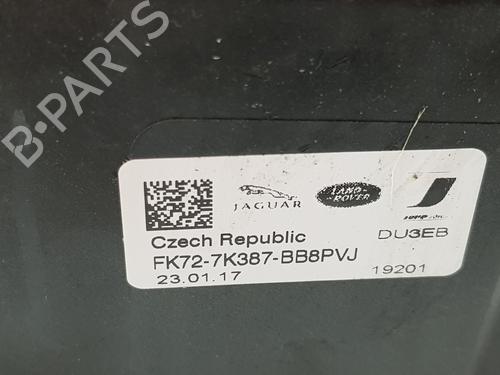 B-PARTS
JAGUAR
LAND-
ROVER
Czech Republic
DU3EB
FK72-7K387-BB8PVJ
23.01.17
19201